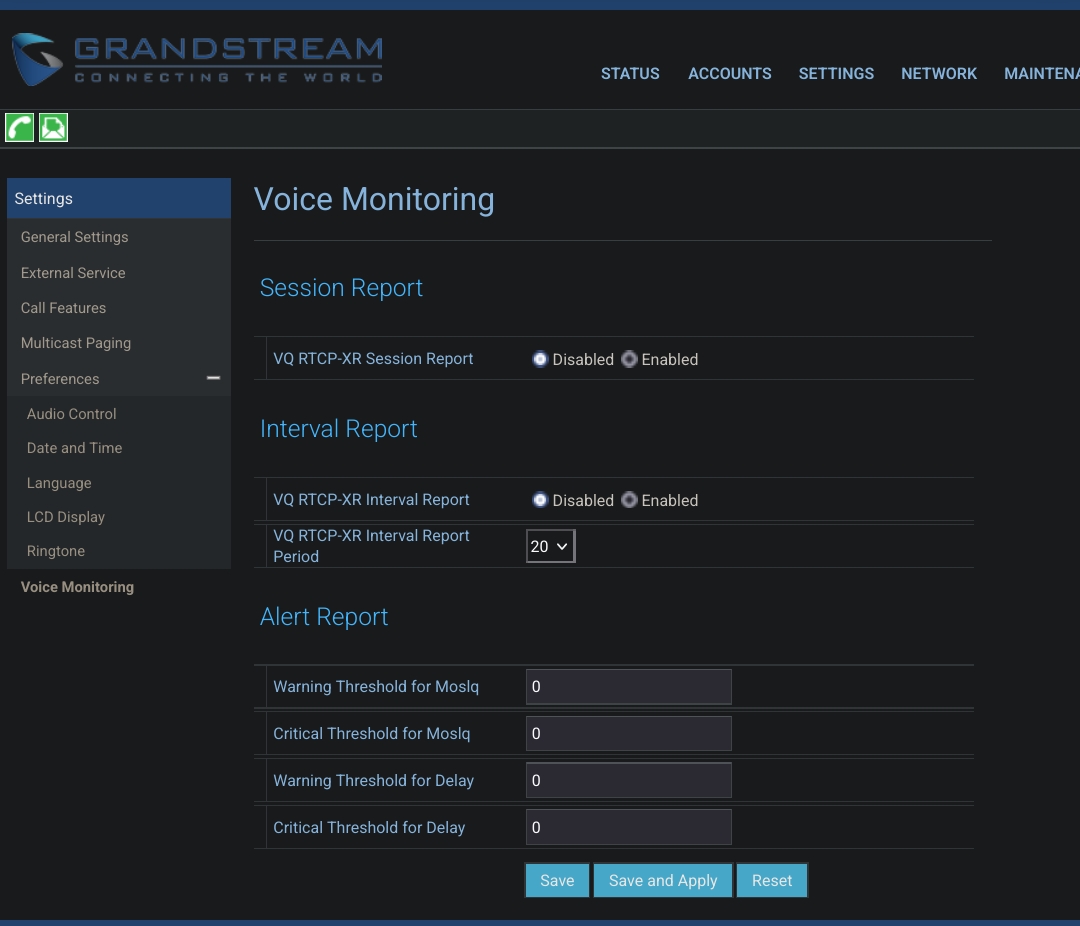 GRANDSTREAM
CONNECTING THE WORLD
STATUS ACCOUNTS SETTINGS NETWORK MAINTENA
Settings
General Settings
External Service
Call Features
Multicast Paging
Preferences
Audio Control
Date and Time
Language
LCD Display
Ringtone
Voice Monitoring
Voice Monitoring
Session Report
VQ RTCP-XR Session Report Disabled Enabled
Interval Report
VQ RTCP-XR Interval Report Disabled Enabled
VQ RTCP-XR Interval Report
Period 20
Alert Report
Warning Threshold for Moslq 0
Critical Threshold for Moslq 0
Warning Threshold for Delay 0
Critical Threshold for Delay 0
Save Save and Apply Reset